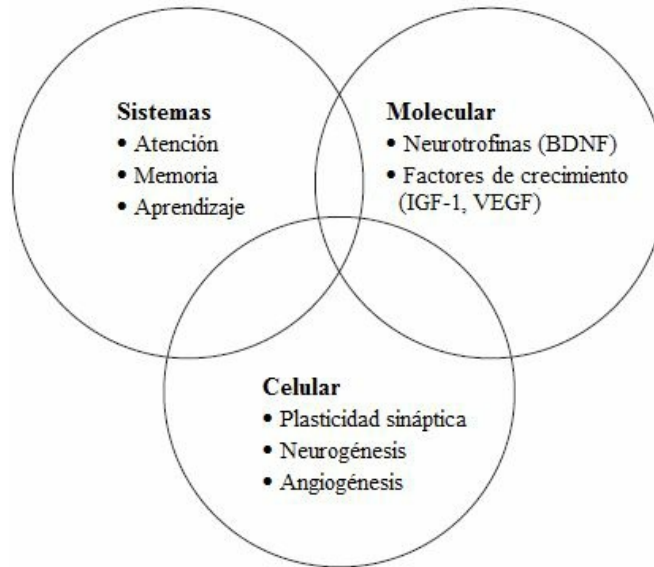 Sistemas
• Atención
• Memoria
• Aprendizaje
Molecular
• Neurotrofinas (BDNF)
• Factores de crecimiento
(IGF-1, VEGF)
Celular
• Plasticidad sináptica
• Neurogénesis
• Angiogénesis